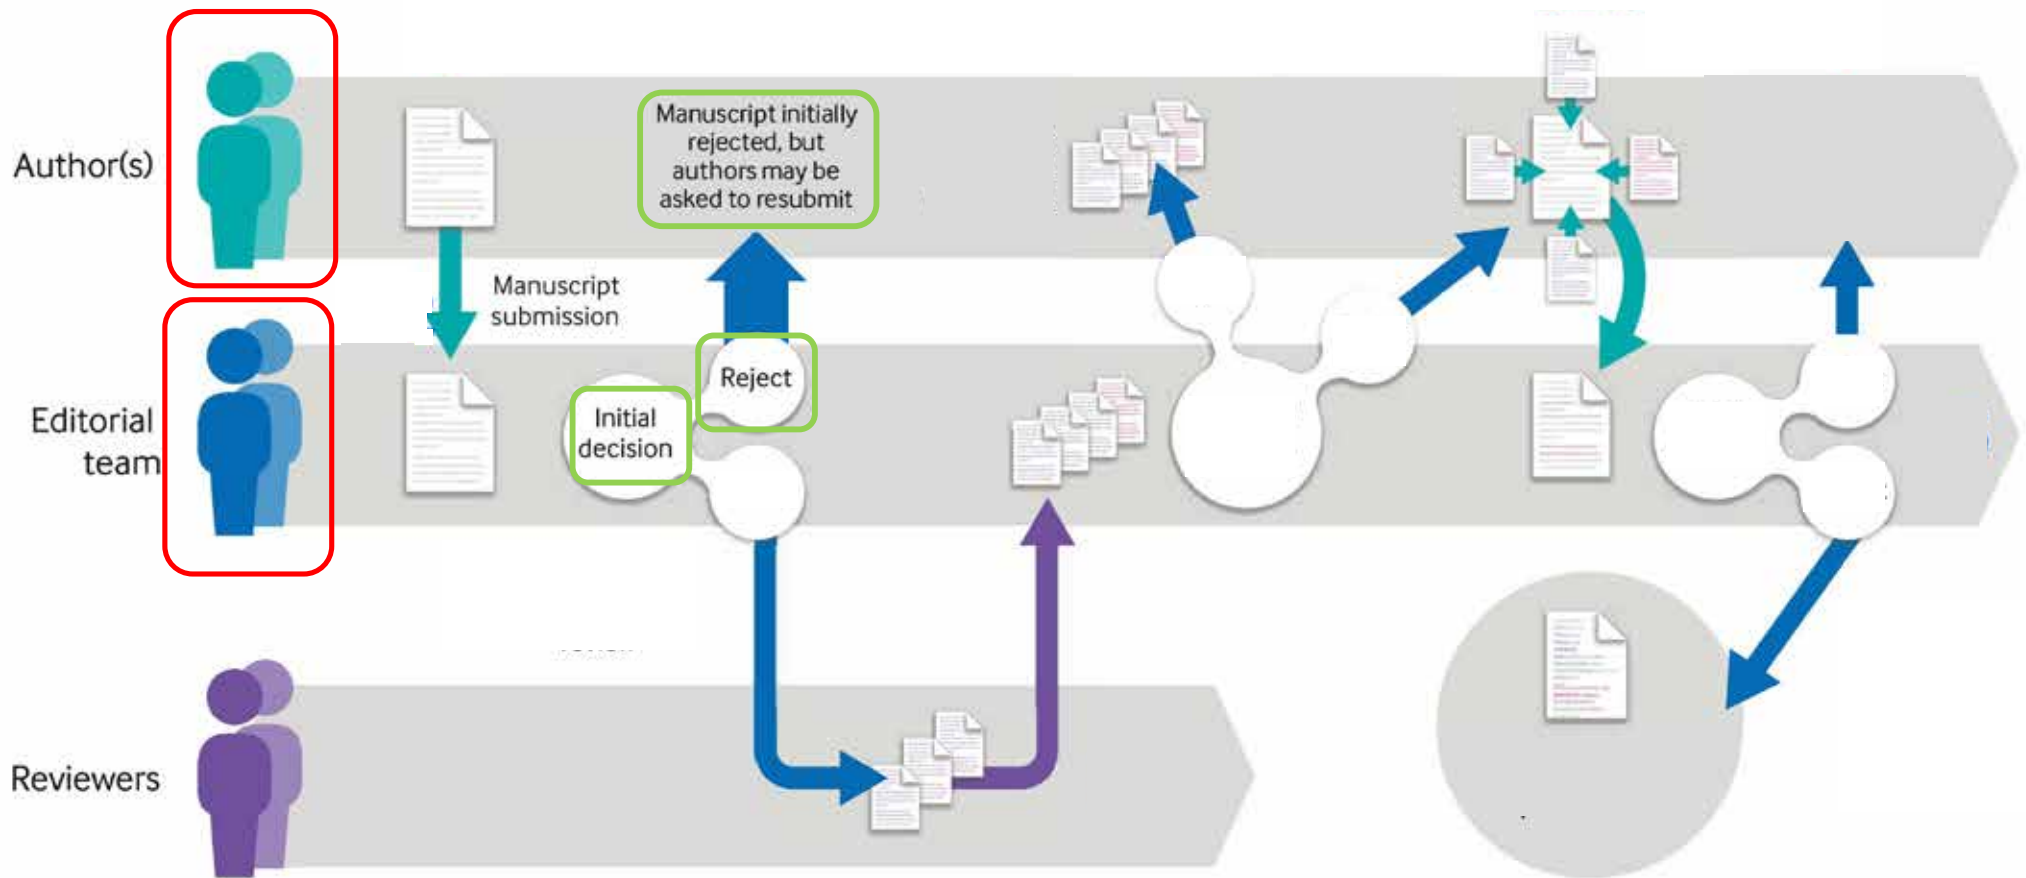 Author(s)
Manuscript initially
rejected, but
authors may be
asked to resubmit
Manuscript
submission
Editorial
team
Initial
decision
Reject
Reviewers